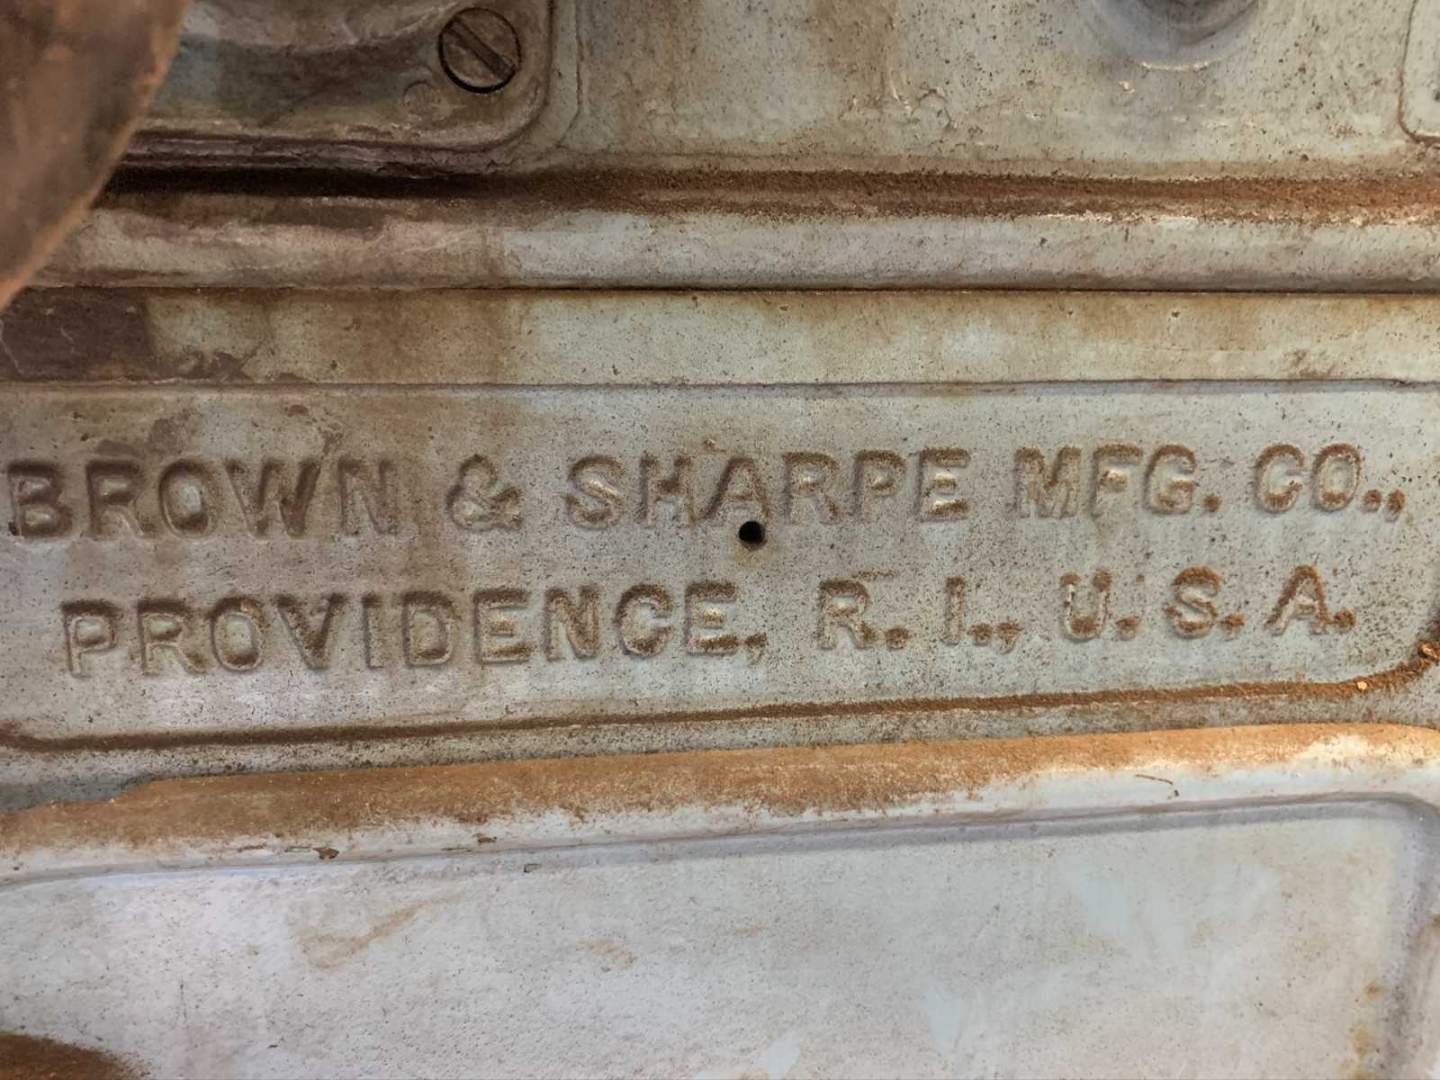 BROWN & SHARPE MFG. CO.,
PROVIDENCE, R. I., U. S. A.